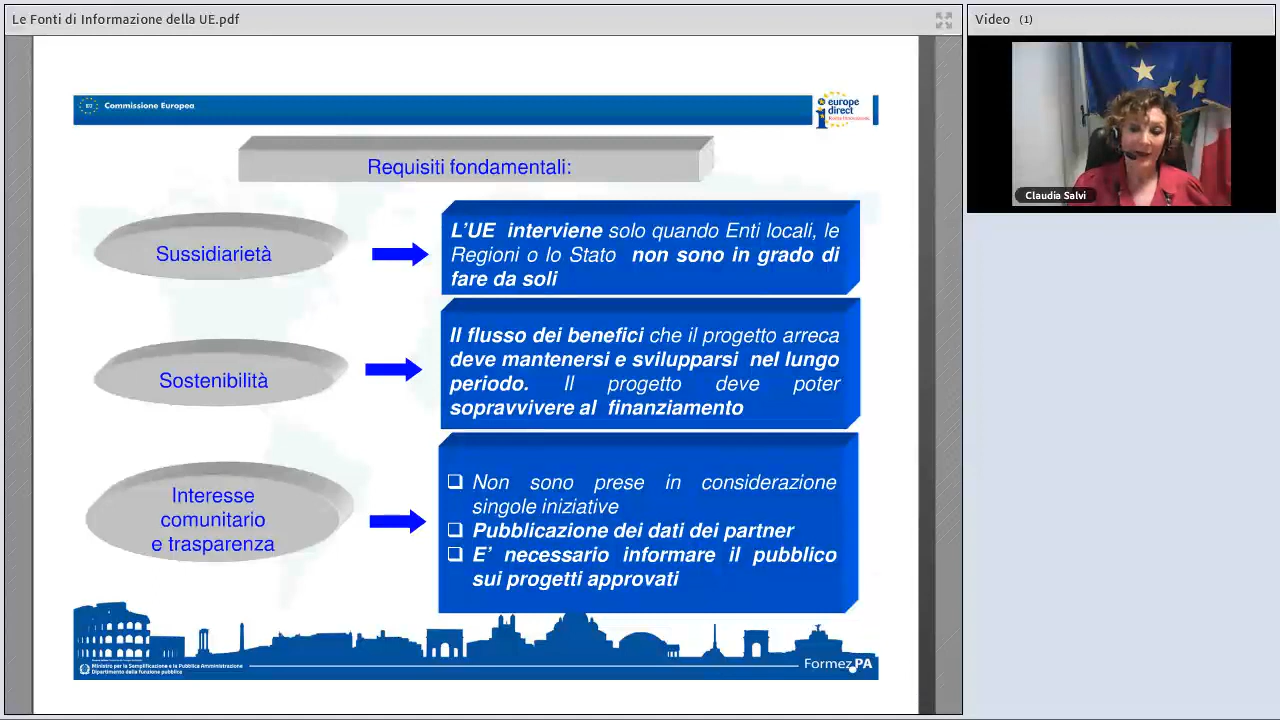 Le Fonti di Informazione della UE.pdf
Video (1)
Commissione Europea
europe
direct
Requisiti fondamentali:
Sussidiarietà
L'UE interviene solo quando Enti locali, le
Regioni o lo Stato non sono in grado di
fare da soli
Sostenibilità
Il flusso dei benefici che il progetto arreca
deve mantenersi e svilupparsi nel lungo
periodo. Il progetto deve poter
sopravvivere al finanziamento
Interesse
comunitario
e trasparenza
Non sono prese in considerazione
singole iniziative
Pubblicazione dei dati dei partner
E' necessario informare il pubblico
sui progetti approvati
Ministro per la Semplificazione e la Pubblica Amministrazione
Dipartimento della Funzione pubblica
FormezPA
Claudia Salvi